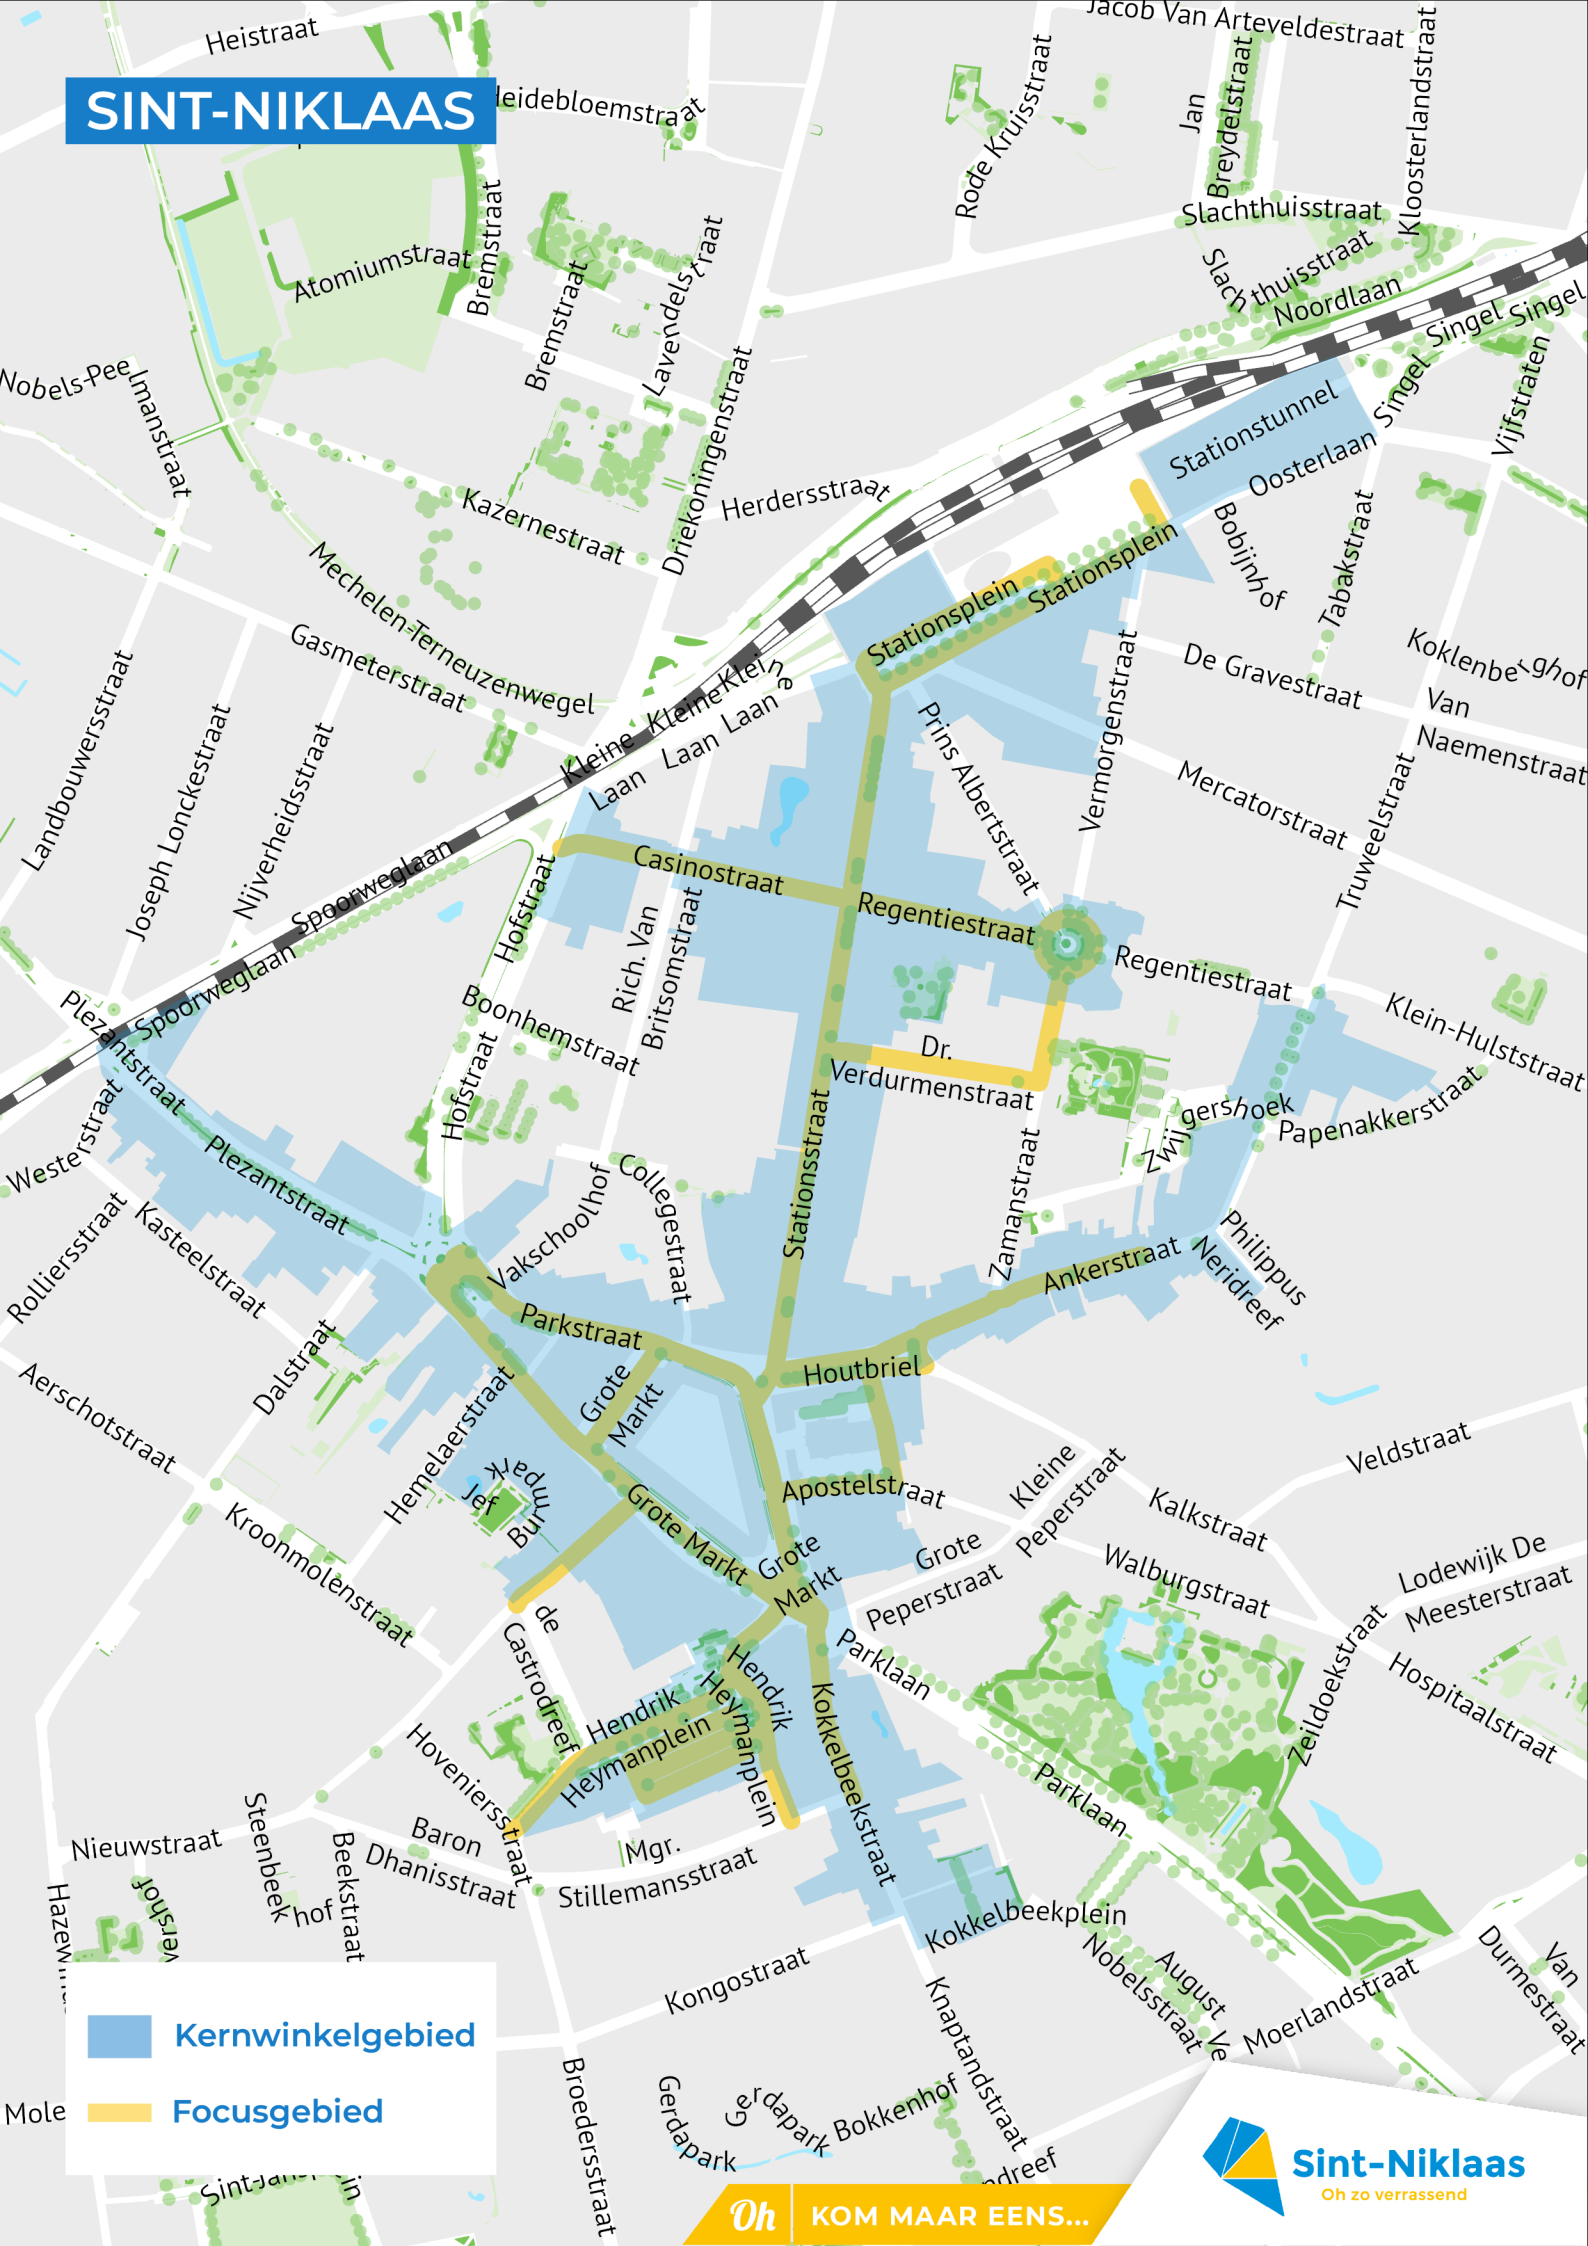 Jacob Van Arteveldestraat
Heistraat
SINT-NIKLAAS
Heidebloemstraat
Rode Kruisstraat
Jan
Breydelstraat
Kloosterlandstraat
Slachthuisstraat
Slachthuisstraat
Noordlaan
Singel
Singel
Singel
Bremstraat
Atomiumstraat
Bremstraat
Lavendelstraat
Driekoningenstraat
Nobels-Peelmanstraat
Vijfstraten
Stationstunnel
Oosterlaan
Herdersstraat
Kazernestraat
Mechelen-Terneuzenwegel
Gasmeterstraat
Stationsplein
Stationsplein
Bobijnhof
Tabakstraat
De Gravestraat
Koklenberghof
Van
Naemenstraat
Landbouwersstraat
Joseph Lonckestraat
Nijverheidsstraat
Kleine
Laan
Kleine
Laan
Kleine
Laan
Prins Albertstraat
Vermorgenstraat
Mercatorstraat
Truweelstraat
Spoorweglaan
Spoorweglaan
Hofstraat
Casinostraat
Regentiestraat
Regentiestraat
Rich. Van
Britsomstraat
Klein-Hulststraat
Plezantstraat
Boonhemstraat
Hofstraat
Dr.
Verdurmenstraat
Zwijgershoek
Papenakkerstraat
Westerstraat
Plezantstraat
Vakschoolhof
Collegestraat
Stationsstraat
Zamanstraat
Rolliersstraat
Kasteelstraat
Ankerstraat
Philippus
Neridreef
Parkstraat
Dalstraat
Aerschotstraat
Grote
Markt
Houtbriel
Hemelaerstraat
Jef
Burmpark
Apostelstraat
Kleine
Peperstraat
Veldstraat
Kalkstraat
Grote Markt
Grote
Markt
Grote
Peperstraat
Walburgstraat
Lodewijk De
Meesterstraat
Kroonmolenstraat
de
Castrodreef
Parklaan
Zeildoekstraat
Hospitaalstraat
Hendrik
Heymanplein
Hendrik
Heymanplein
Kokkelbeekstraat
Parklaan
Hoveniersstraat
Nieuwstraat
Steenbeek
hof
Beekstraat
Baron
Dhanisstraat
Mgr.
Stillemansstraat
Kokkelbeekplein
August
Nobelsstraat
Van
Durmestraat
Moerlandstraat
Kongostraat
Knaptandstraat
Broedersstraat
Gerdapark
Gerdapark
Bokkenhof
ndreef
Mole
Kernwinkelgebied
Focusgebied
Oh
KOM MAAR EENS...
Sint-Niklaas
Oh zo verrassend